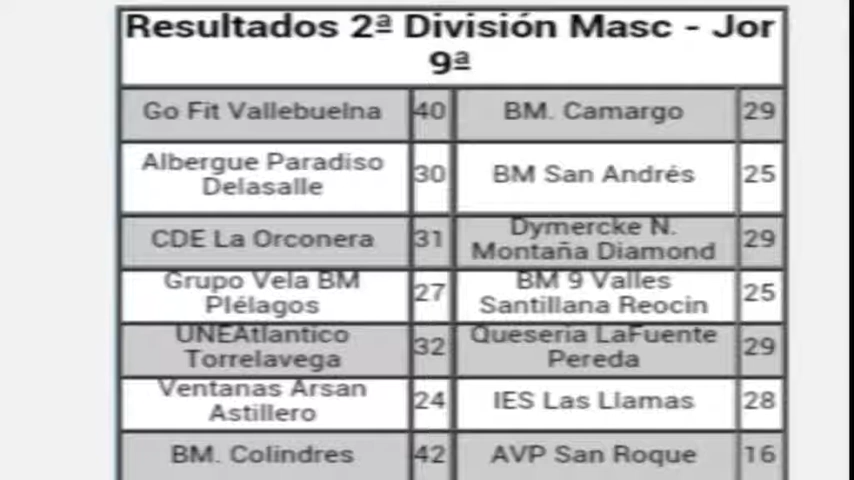 Resultados 2ª División Masc - Jor
9ª
Go Fit Vallebuelna 40 BM. Camargo 29
Albergue Paradiso
Delasalle 30 BM San Andrés 25
CDE La Orconera 31 Dymercke N.
Montaña Diamond 29
Grupo Vela BM
Piélagos 27 BM 9 Valles
Santillana Reocin 25
UNEAtlantico
Torrelavega 32 Queseria LaFuente
Pereda 29
Ventanas Arsan
Astillero 24 IES Las Llamas 28
BM. Colindres 42 AVP San Roque 16